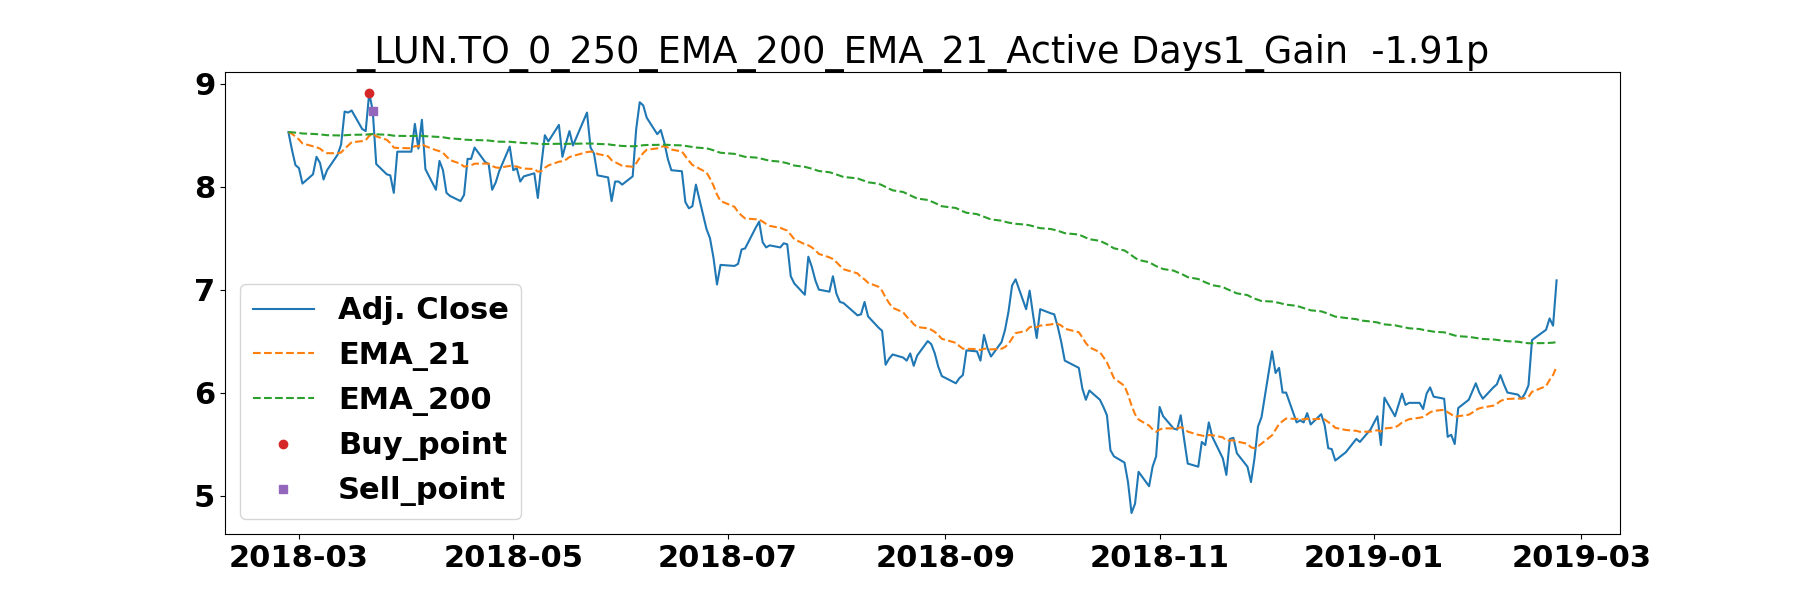 _LUN.TO_0_250_EMA_200_EMA_21_Active Days1_Gain  -1.91p
9
8
7
6
5
Adj. Close
EMA_21
EMA_200
Buy_point
Sell_point
2018-03 2018-05 2018-07 2018-09 2018-11 2019-01 2019-03